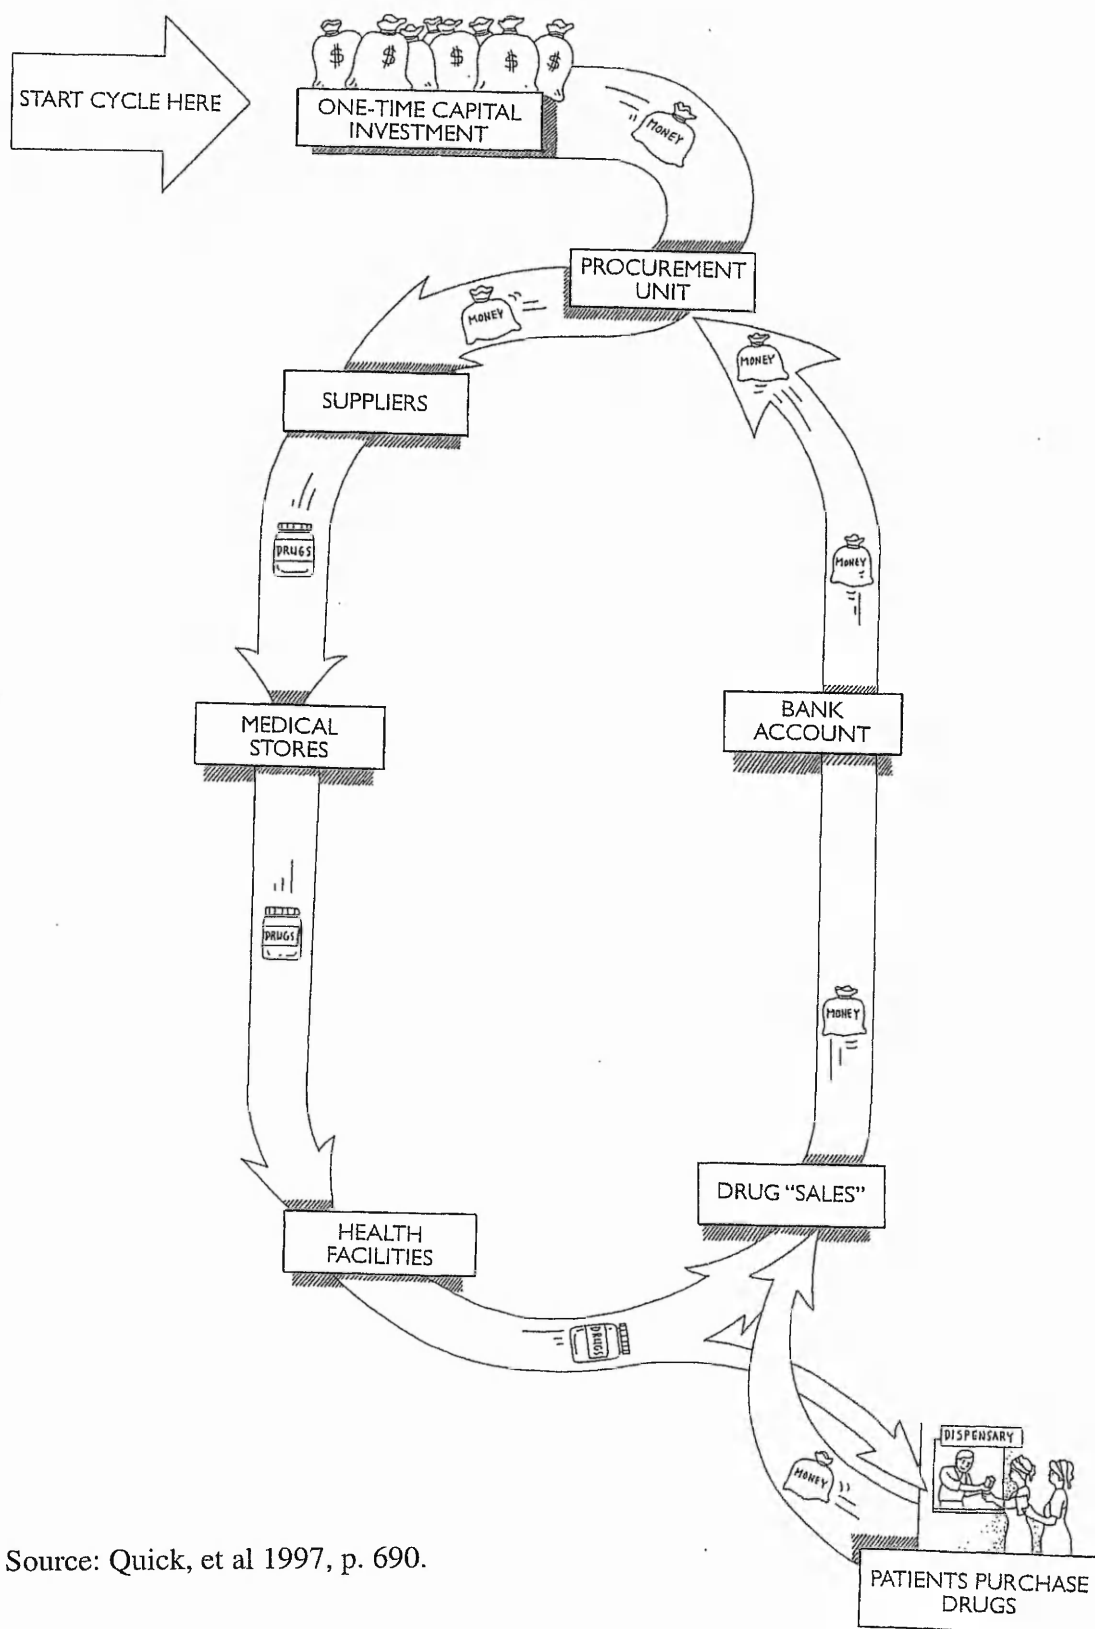 START CYCLE HERE
$ $ $ $ $
ONE-TIME CAPITAL
INVESTMENT
MONEY
PROCUREMENT
UNIT
MONEY
MONEY
SUPPLIERS
DRUGS
MONEY
MEDICAL
STORES
BANK
ACCOUNT
DRUGS
MONEY
DRUG “SALES”
HEALTH
FACILITIES
DRUGS
DISPENSARY
MONEY
PATIENTS PURCHASE
DRUGS
Source: Quick, et al 1997, p. 690.